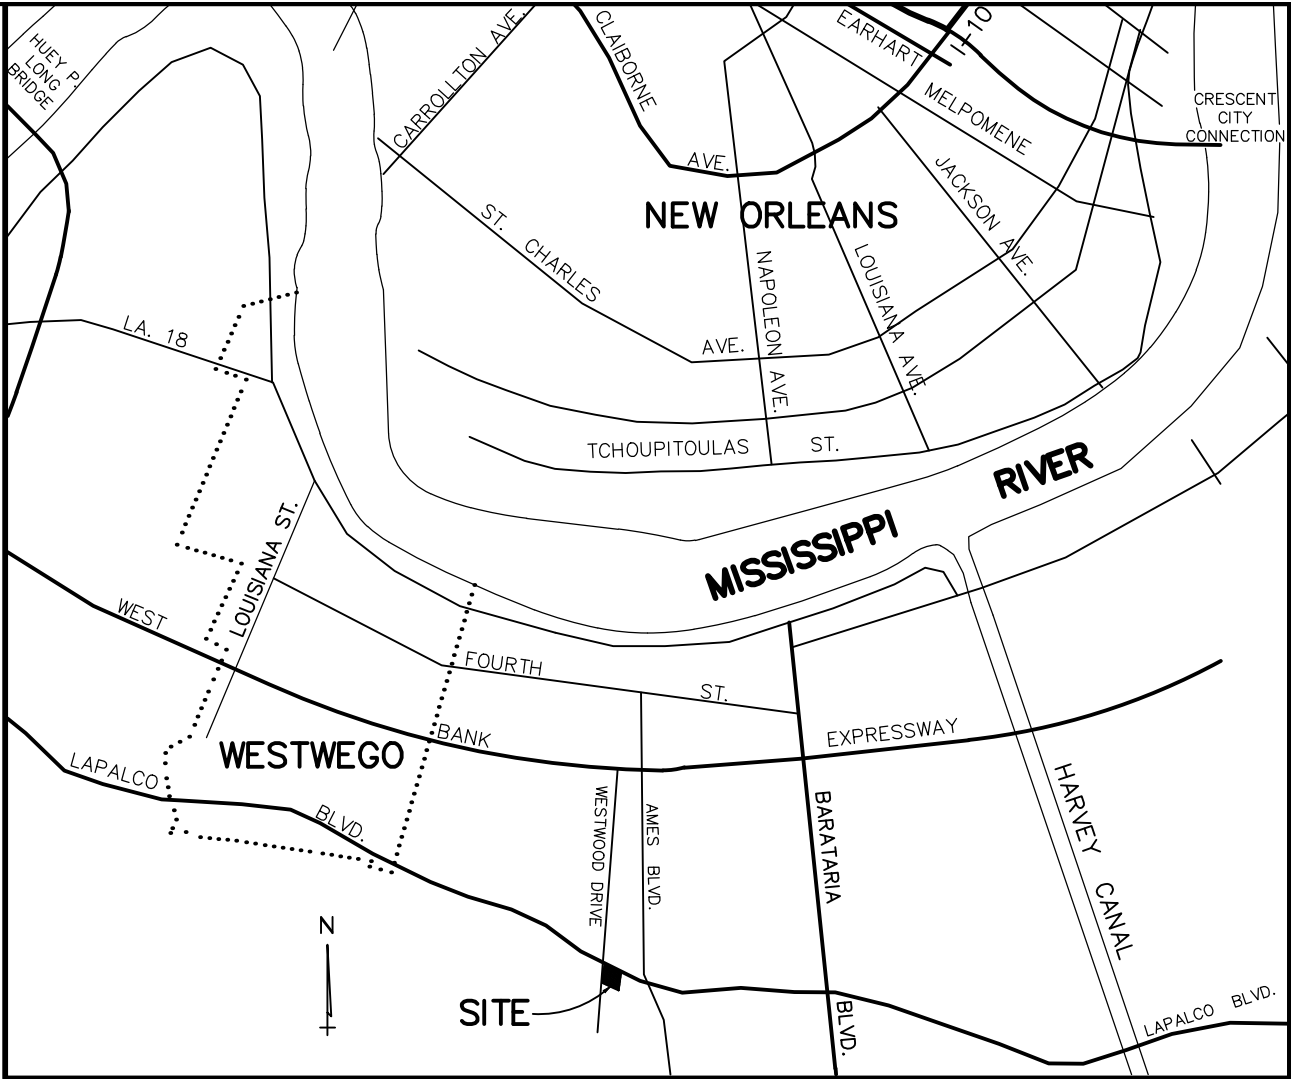 HUEY P.
LONG
BRIDGE
CARROLLTON AVE.
CLAIBORNE
AVE.
EARHART
I-10
MELPOMENE
CRESCENT
CITY
CONNECTION
JACKSON AVE.
NEW ORLEANS
ST. CHARLES
AVE.
NAPOLEON AVE.
LOUISIANA AVE.
LA. 18
TCHOUPITOULAS ST.
MISSISSIPPI RIVER
LOUISIANA ST.
WEST
BANK
EXPRESSWAY
FOURTH
ST.
WESTWEGO
LAPALCO
BLVD.
WESTWOOD DRIVE
AMES BLVD.
BARATARIA
BLVD.
HARVEY CANAL
N
SITE
LAPALCO BLVD.